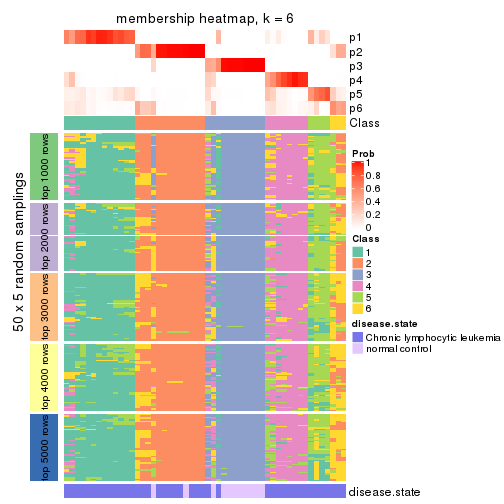 membership heatmap, k = 6
p1
p2
p3
p4
p5
p6
Class
50 x 5 random samplings
top 1000 rows
top 2000 rows
top 3000 rows
top 4000 rows
top 5000 rows
disease.state
Prob
1
0.8
0.6
0.4
0.2
0
Class
1
2
3
4
5
6
disease.state
Chronic lymphocytic leukemia
normal control